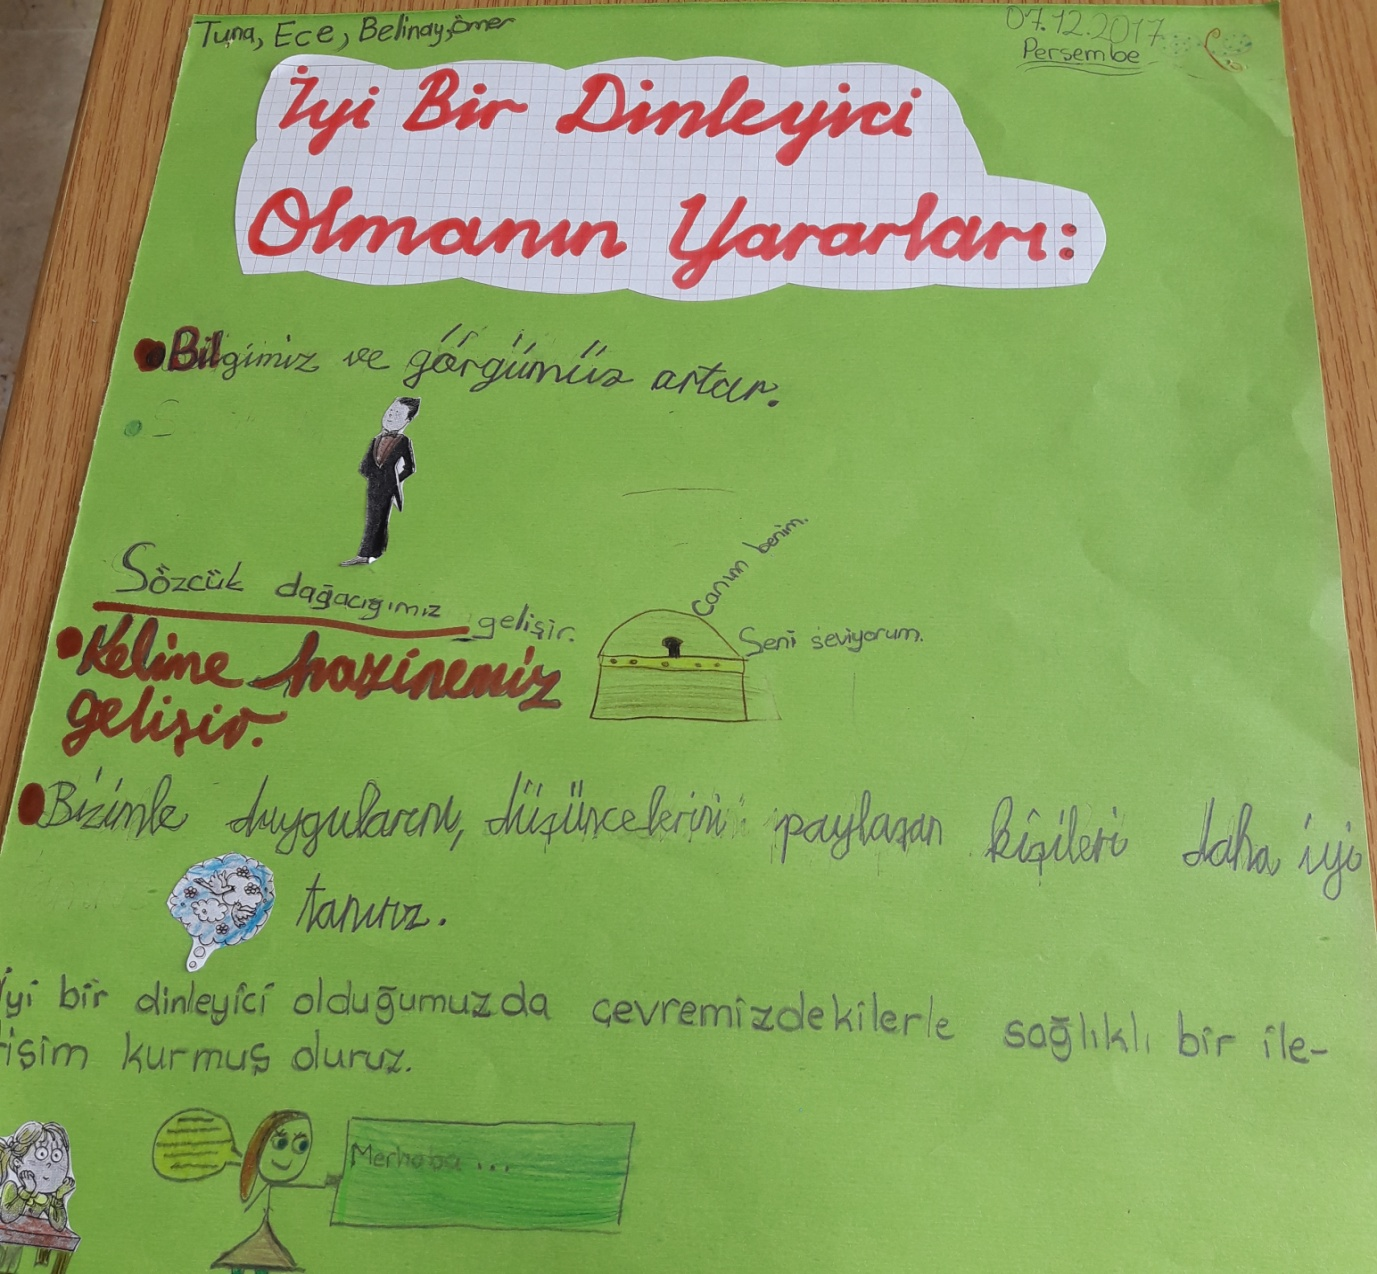 Tuna, Ece, Belinay, Ömer
07.12.2017
Perşembe
İyi Bir Dinleyici
Olmanın Yararları:
Bilgimiz ve görgümüz artar.
Canım benim.
Sözcük dağacığımız gelişir.
Seni seviyorum.
Kelime hazinemiz
gelişir.
Bizimle duygularını, düşüncelerini paylaşan kişileri daha iyi
tanırız.
İyi bir dinleyici olduğumuzda çevremizdekilerle sağlıklı bir ile-
tişim kurmuş oluruz.
Merhaba...